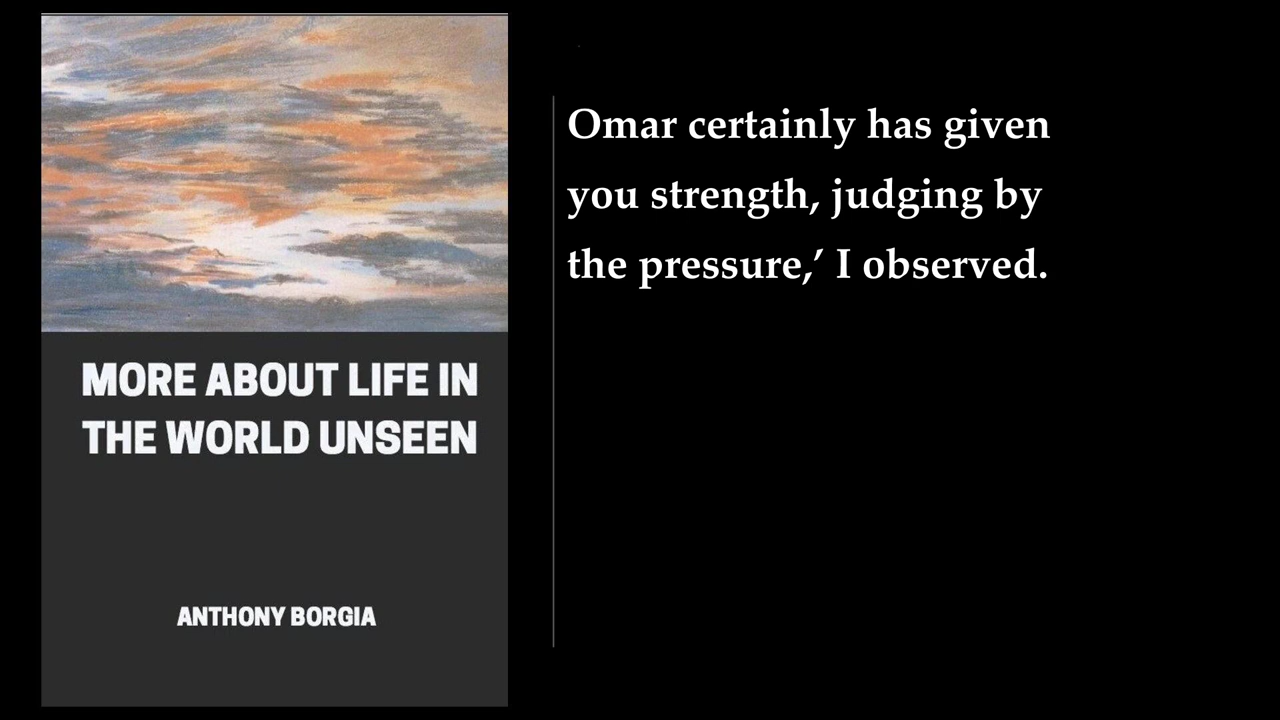 MORE ABOUT LIFE IN
THE WORLD UNSEEN
ANTHONY BORGIA
Omar certainly has given
you strength, judging by
the pressure,’ I observed.